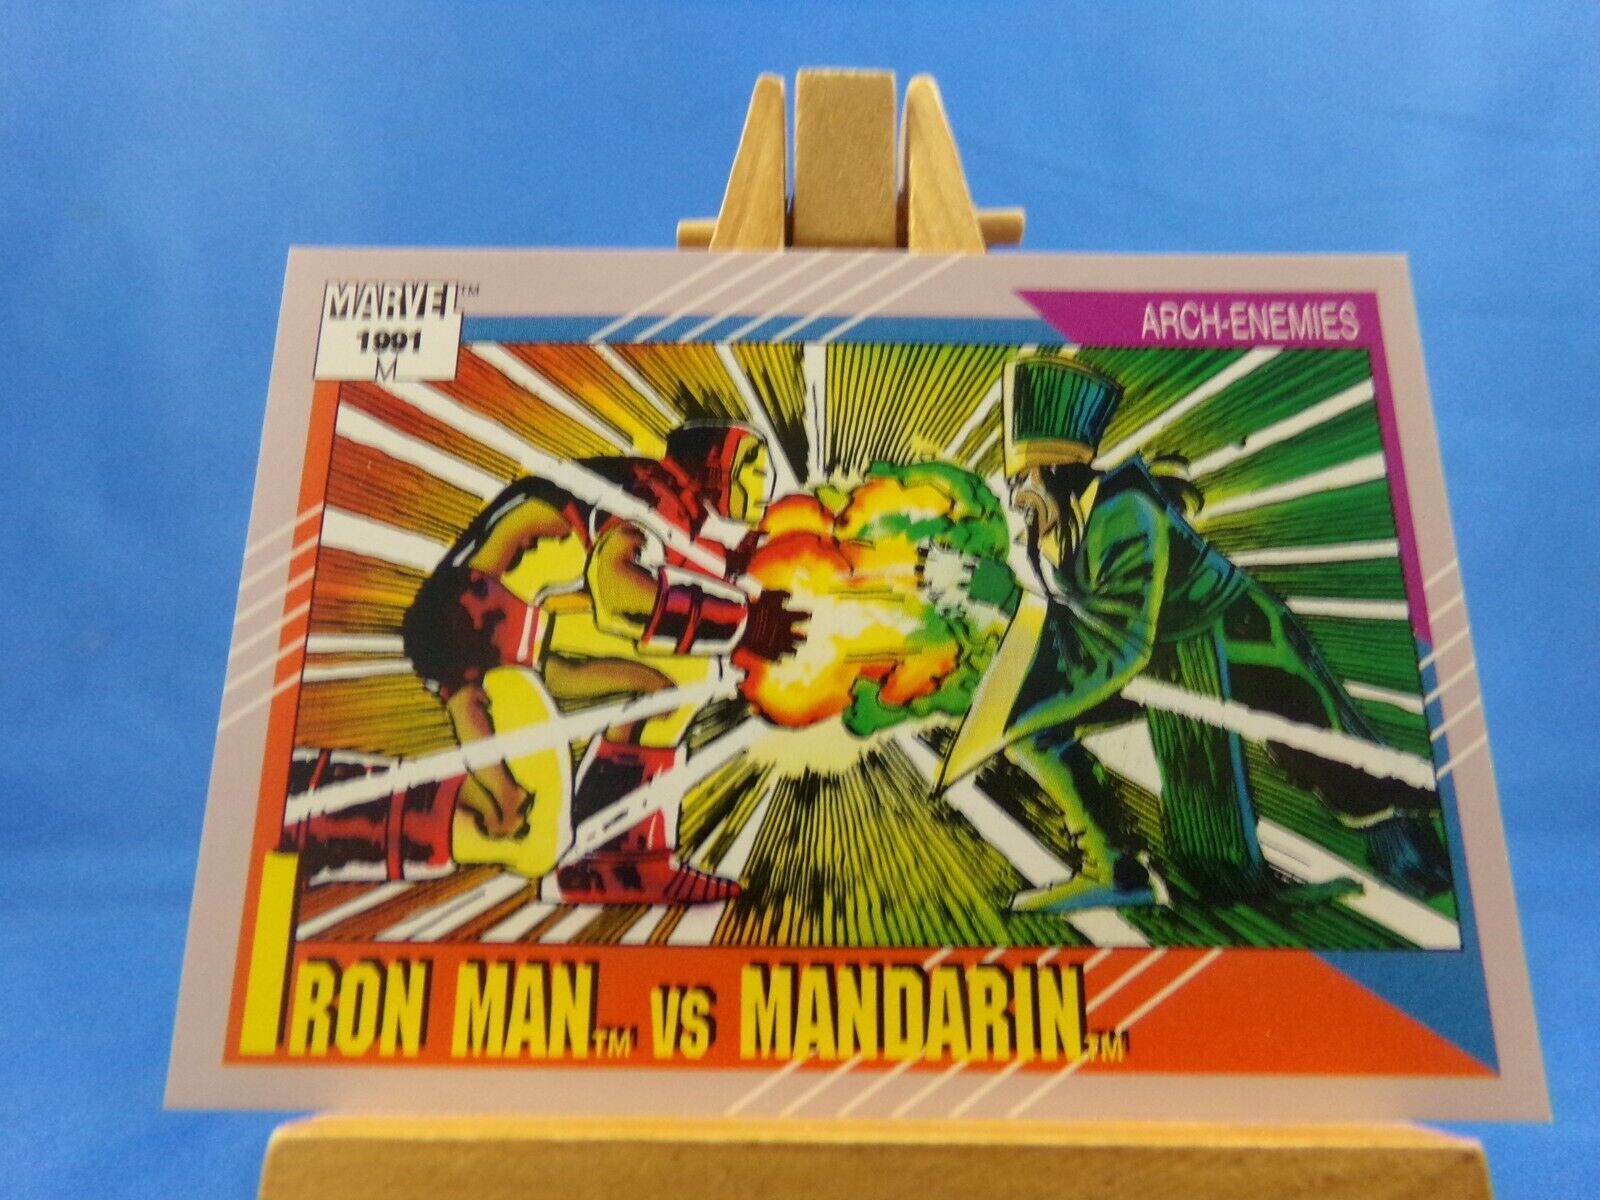 MARVEL™
1991
M
ARCH-ENEMIES
IRON MAN™ VS MANDARIN™